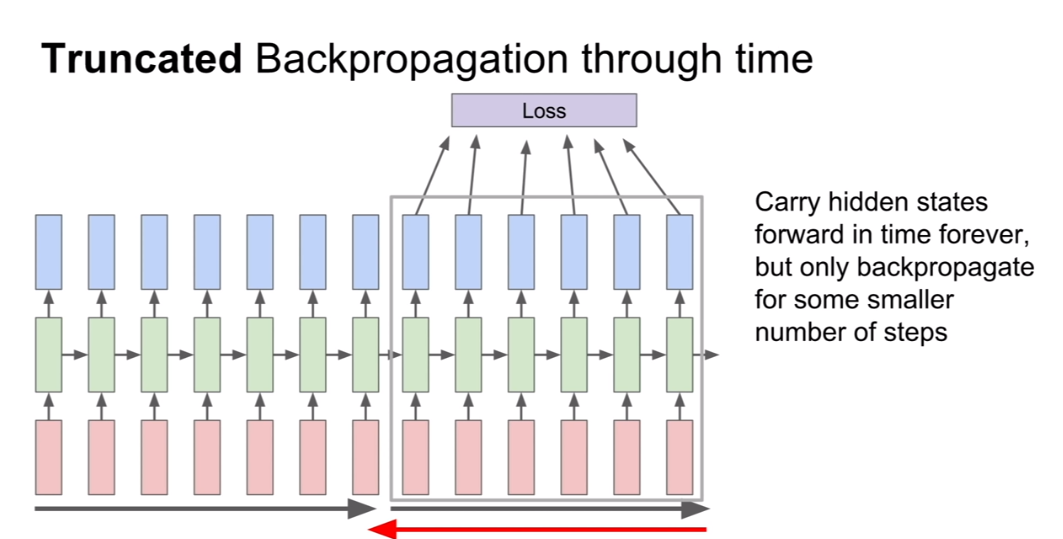 Truncated Backpropagation through time
Loss
Carry hidden states
forward in time forever,
but only backpropagate
for some smaller
number of steps